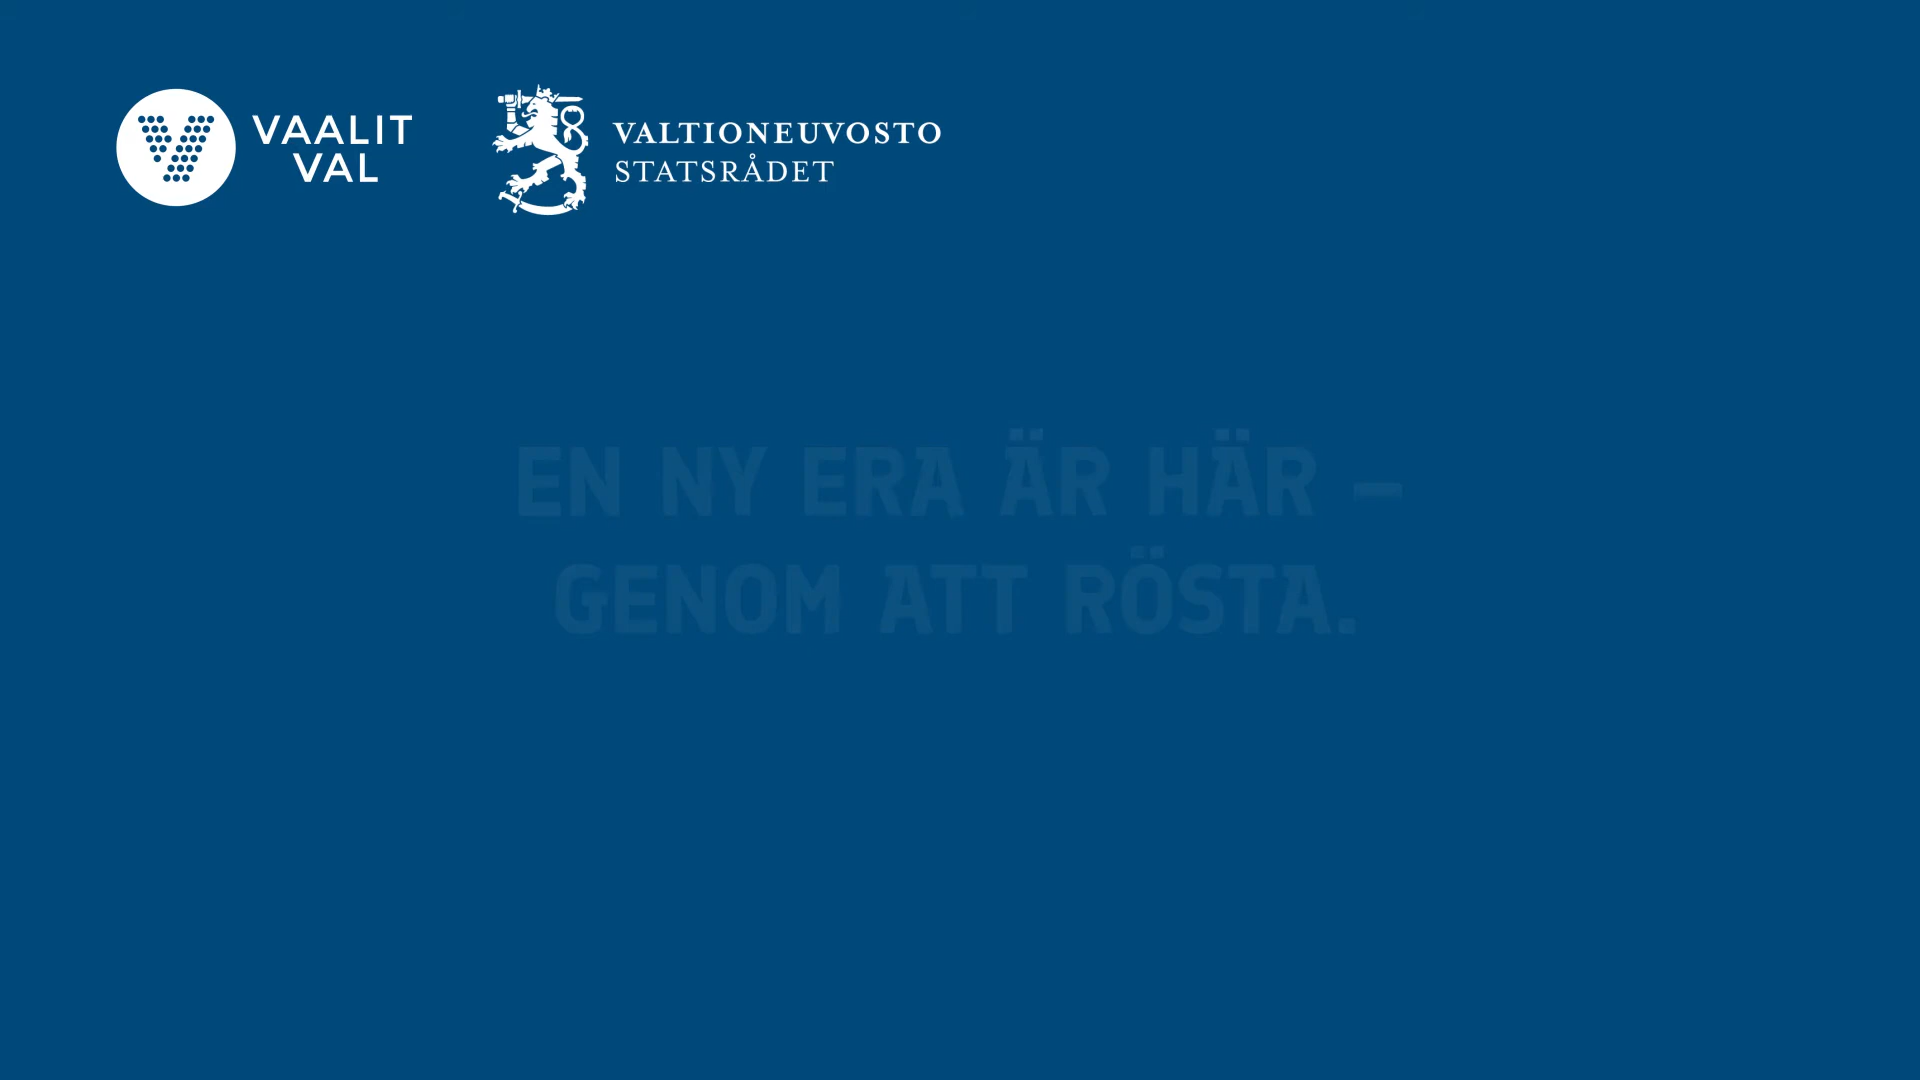 VAALIT
VAL
VALTIONEUVOSTO
STATSRÅDET
EN NY ERA ÄR HÄR –
GENOM ATT RÖSTA.